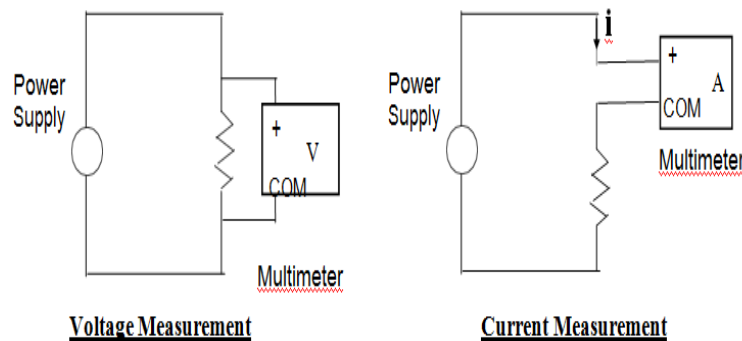 Power
Supply
+
V
COM
Multimeter
Voltage Measurement
i
Power
Supply
+
A
COM
Multimeter
Current Measurement